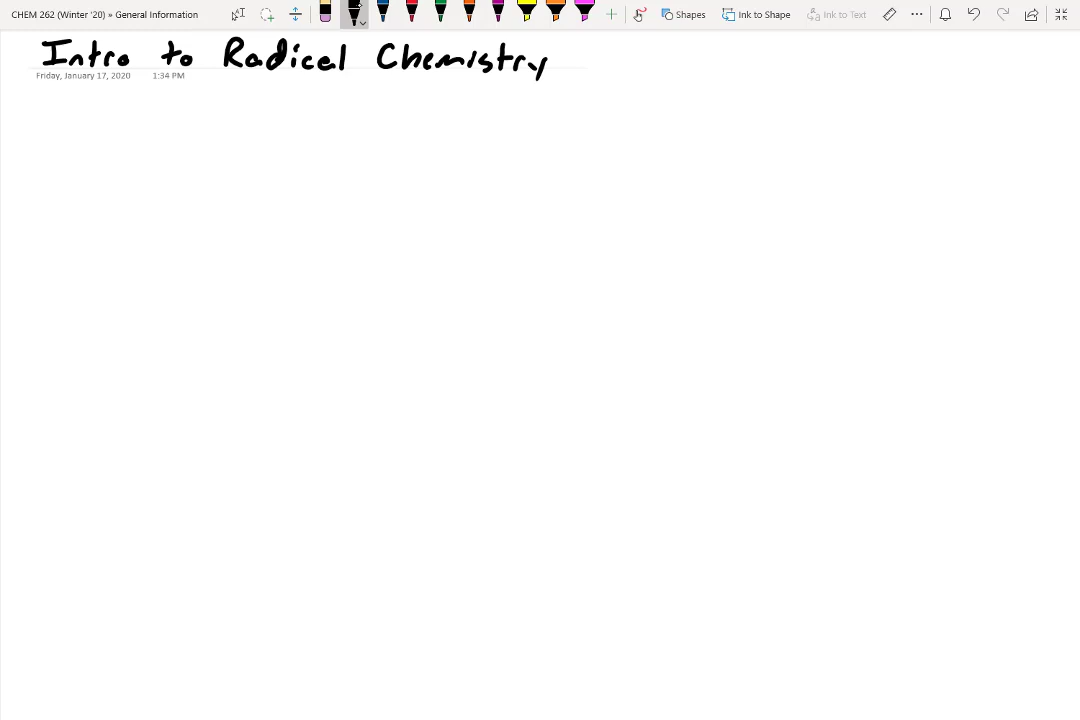 CHEM 262 (Winter '20) » General Information Shapes Ink to Shape Ink to Text
Intro to Radical Chemistry
Friday, January 17, 2020 1:34 PM